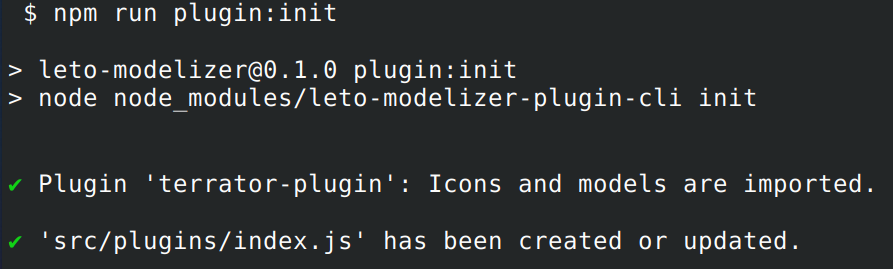 $ npm run plugin:init
> leto-modelizer@0.1.0 plugin:init
> node node_modules/leto-modelizer-plugin-cli init
✔ Plugin 'terrator-plugin': Icons and models are imported.
✔ 'src/plugins/index.js' has been created or updated.